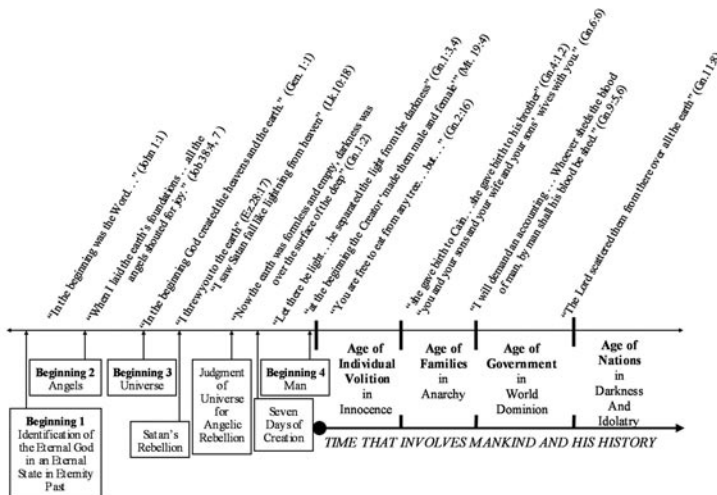 "In the beginning was the Word. . ." (John 1:1)
"When I laid the earth's foundations . . . all the
angels shouted for joy." (Job 38:4, 7)
"In the beginning God created the heavens and the earth." (Gen. 1:1)
"I threw you to the earth" (Ez.28:17)
"I saw Satan fall like lightning from heaven" (Lk.10:18)
"Now the earth was formless and empty, darkness was
over the surface of the deep" (Gn.1:2)
"Let there be light. . .he separated the light from the darkness" (Gn.1:3,4)
"at the beginning the Creator 'made them male and female'" (Mt. 19:4)
"You are free to eat from any tree. . .but. . ." (Gn.2:16)
"she gave birth to Cain. . .she gave birth to his brother" (Gn.4:1,2)
"you and your sons and your wife and your sons' wives with you." (Gn.6:6)
"I will demand an accounting. . . Whoever sheds the blood
of man, by man shall his blood be shed." (Gn.9:5,6)
"The Lord scattered them from there over all the earth" (Gn.11:8)
Beginning 1
Identification of
the Eternal God
in an Eternal
State in Eternity
Past
Beginning 2
Angels
Beginning 3
Universe
Satan's
Rebellion
Judgment
of
Universe
for
Angelic
Rebellion
Seven
Days of
Creation
Beginning 4
Man
Age of
Individual
Volition
in
Innocence
Age of
Families
in
Anarchy
Age of
Government
in
World
Dominion
Age of
Nations
in
Darkness
And
Idolatry
TIME THAT INVOLVES MANKIND AND HIS HISTORY